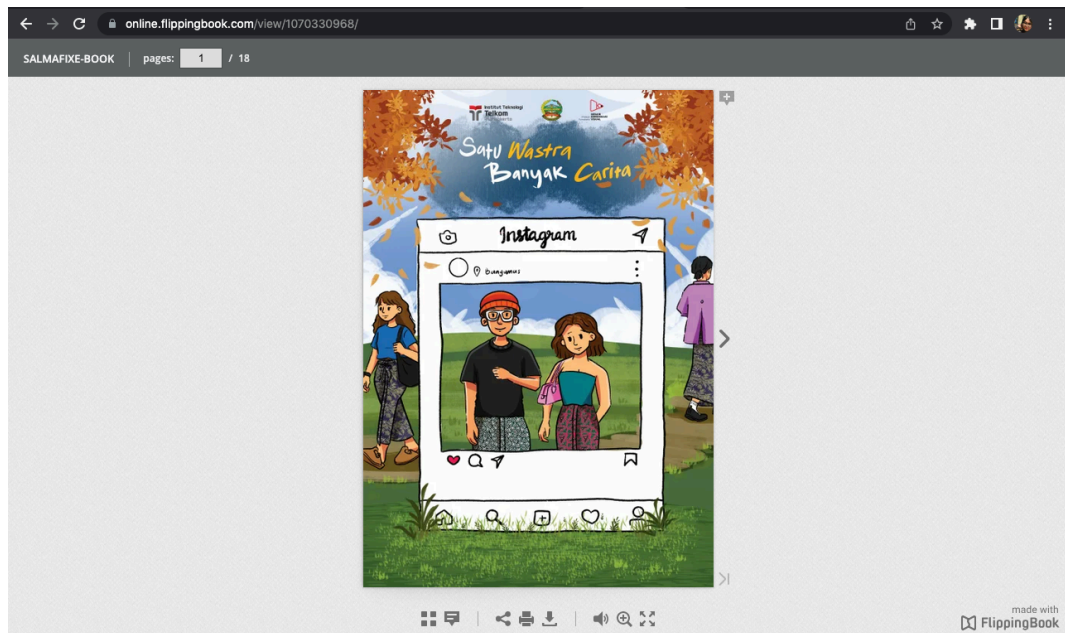 online.flippingbook.com/view/1070330968/
SALMAFIXE-BOOK pages: 1 / 18
Institut Teknologi
Telkom
Satu Wastra
Banyak Carita
Instagram
bungamus
made with
FlippingBook